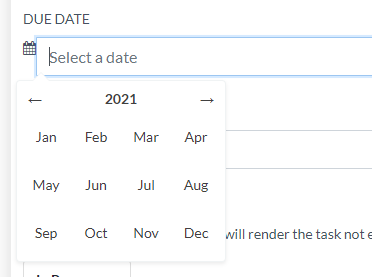 DUE DATE
Select a date
← 2021 →
Jan Feb Mar Apr
May Jun Jul Aug
Sep Oct Nov Dec
will render the task not